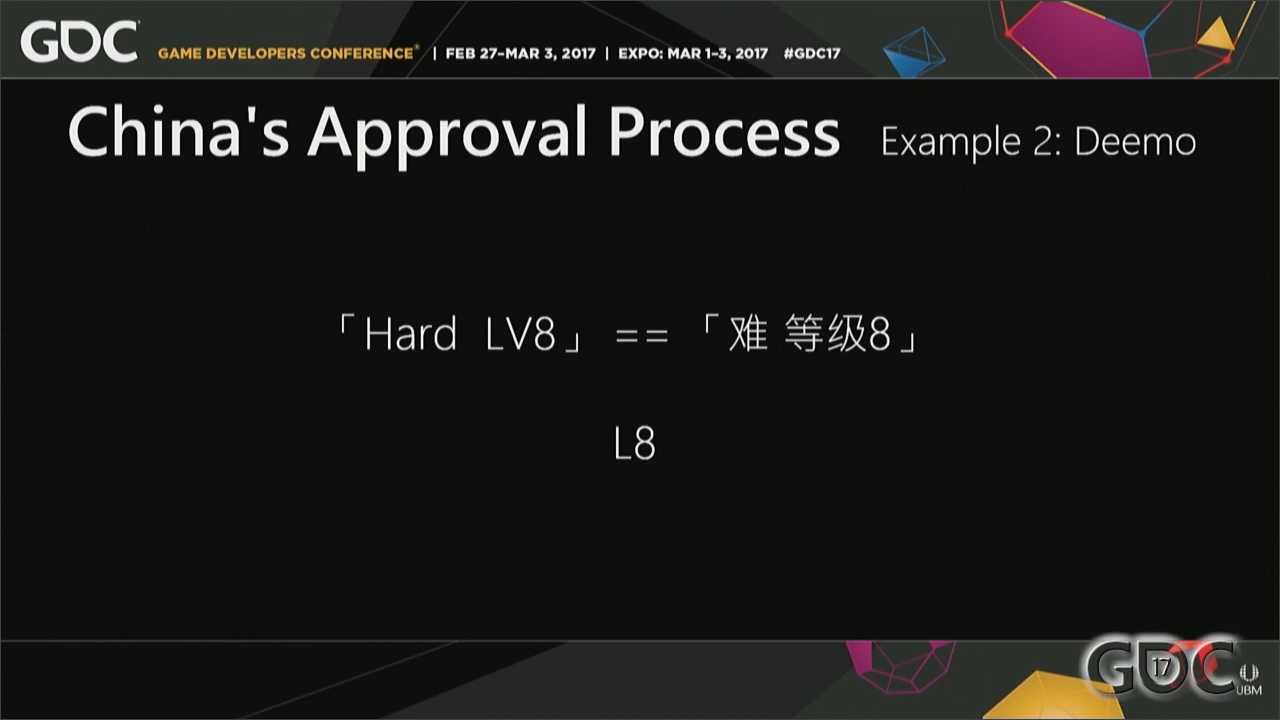 GDC GAME DEVELOPERS CONFERENCE® | FEB 27–MAR 3, 2017 | EXPO: MAR 1–3, 2017 #GDC17
China's Approval Process Example 2: Deemo
「Hard LV8」 == 「难 等级8」
L8
GDC 17 UBM